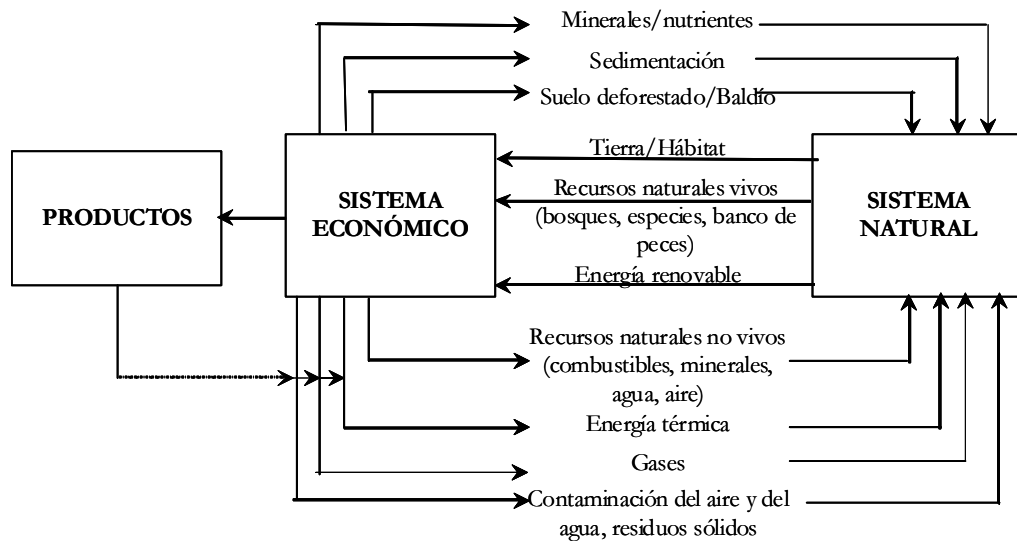 Minerales/nutrientes
Sedimentación
Suelo deforestado/Baldío
Tierra/Hábitat
Recursos naturales vivos
(bosques, especies, banco de
peces)
Energía renovable
PRODUCTOS
SISTEMA
ECONÓMICO
SISTEMA
NATURAL
Recursos naturales no vivos
(combustibles, minerales,
agua, aire)
Energía térmica
Gases
Contaminación del aire y del
agua, residuos sólidos